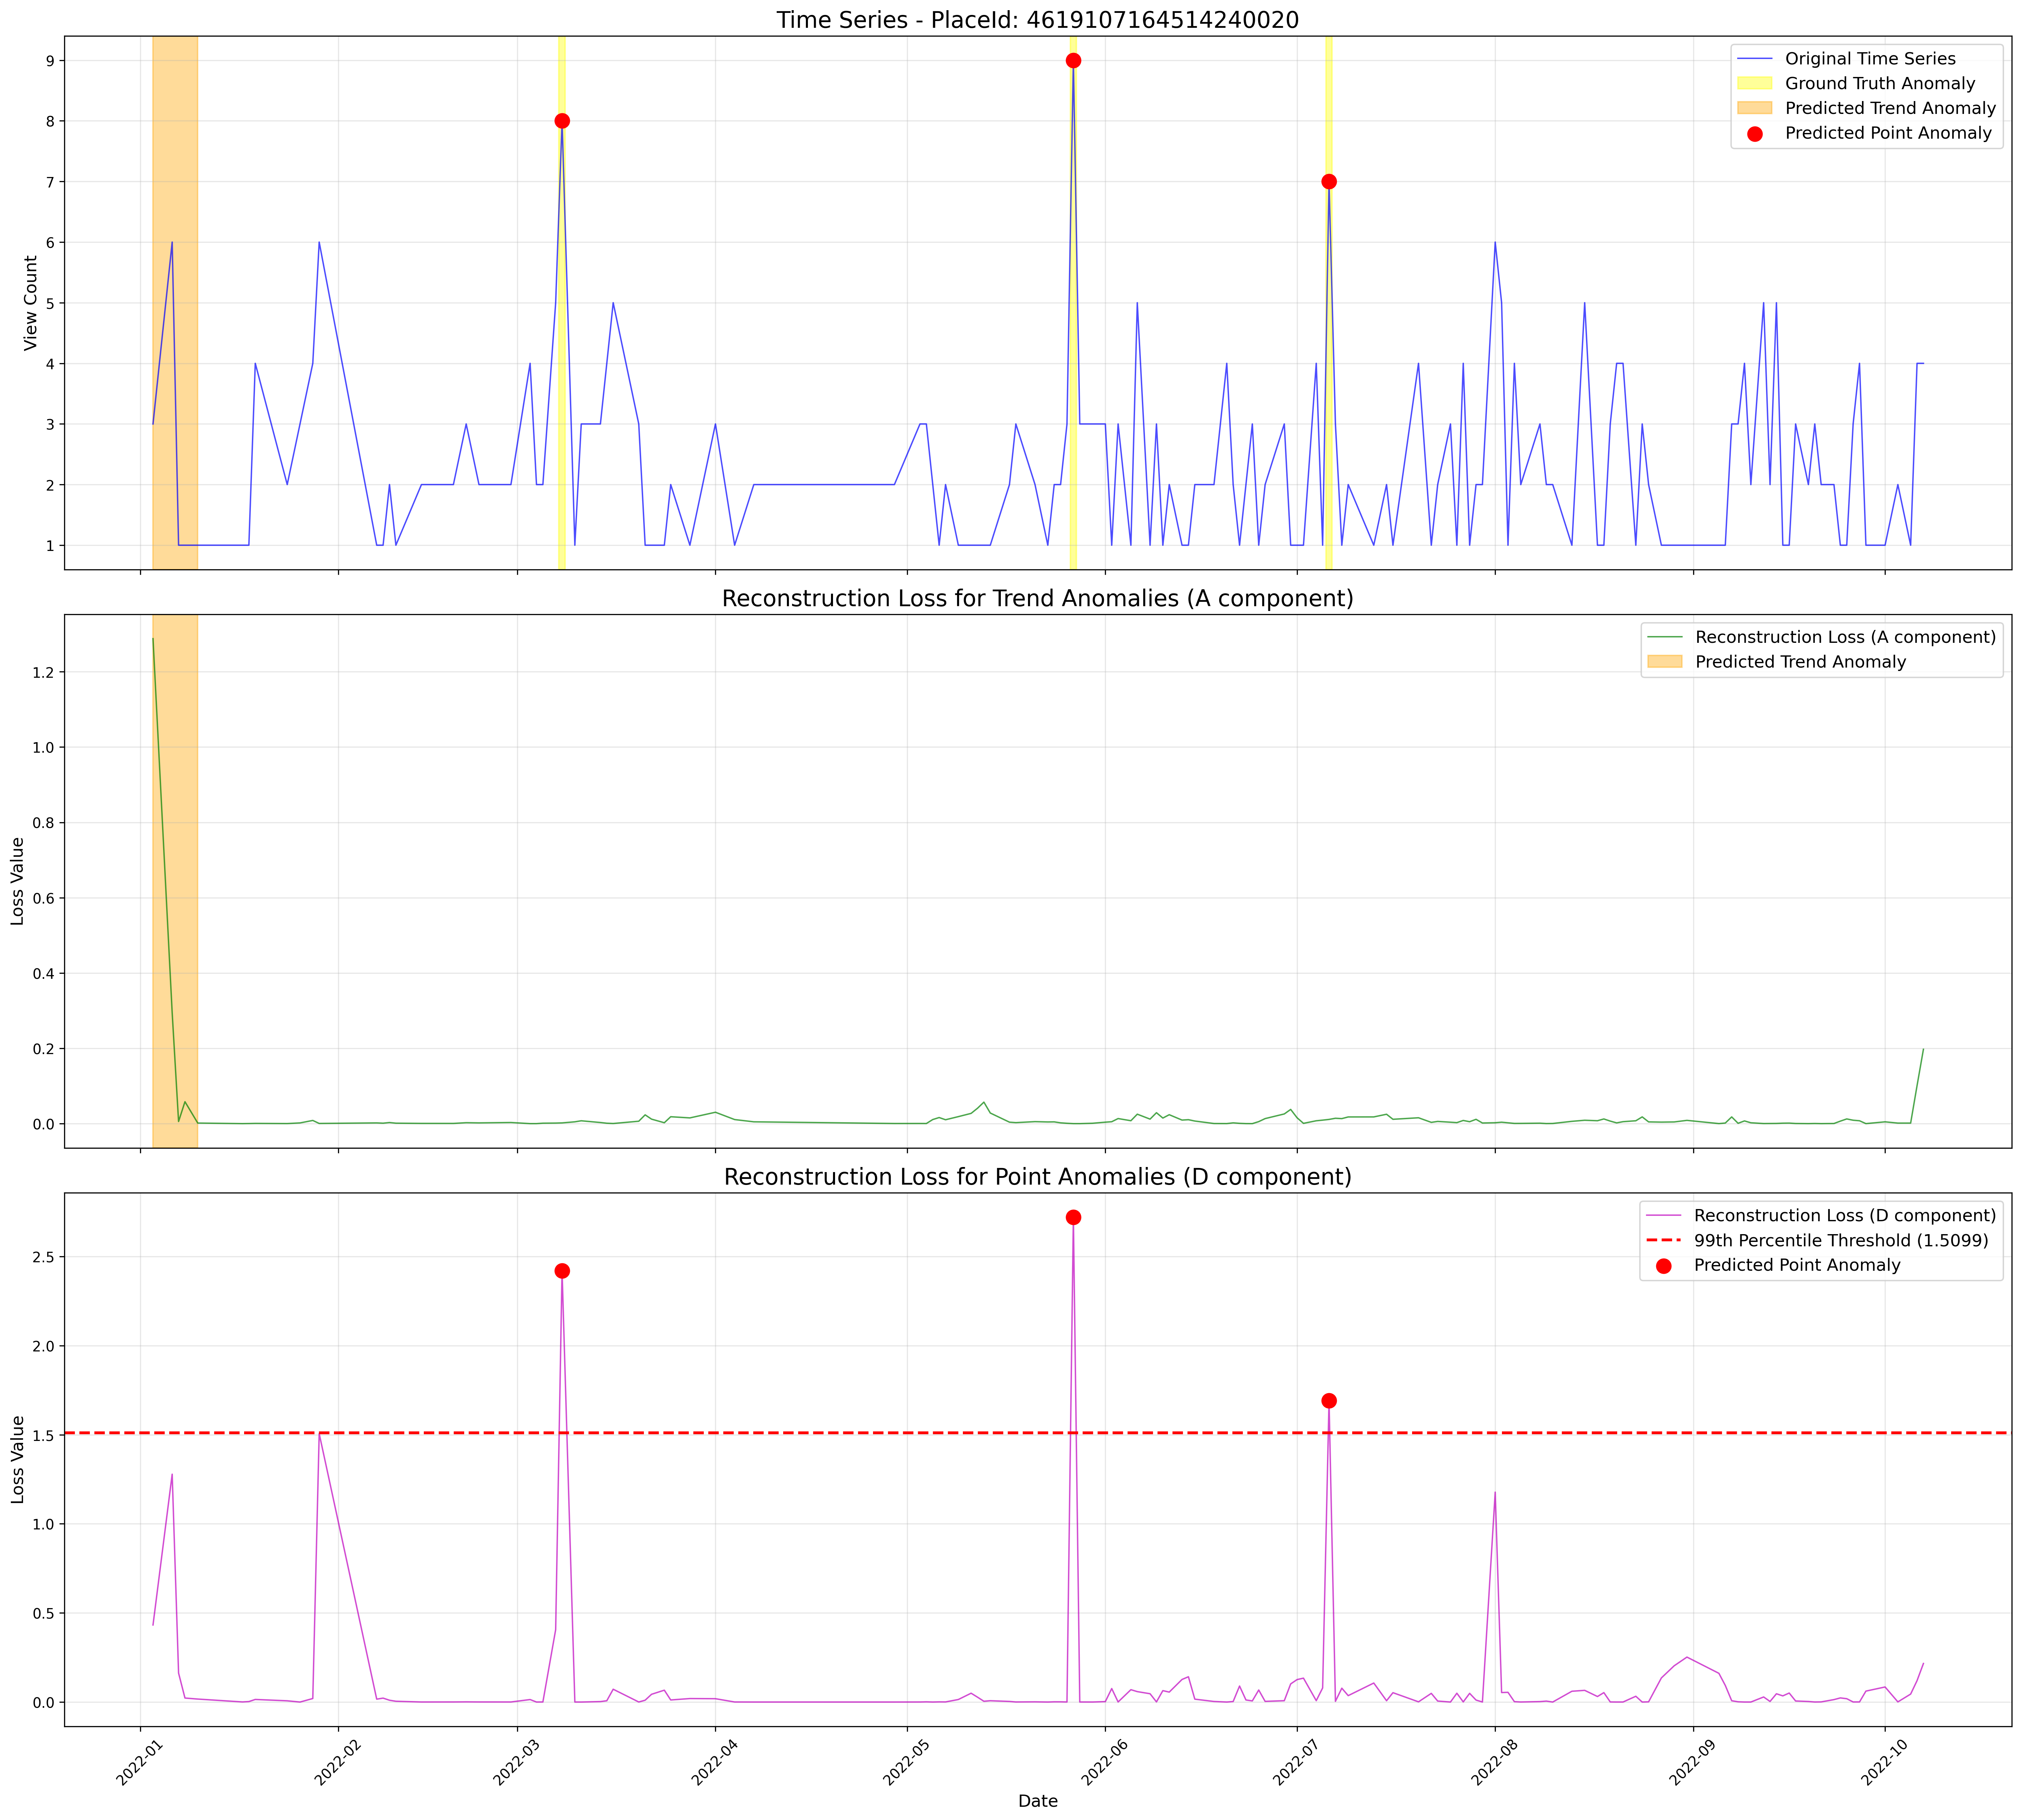 Time Series - PlaceId: 4619107164514240020
View Count
9
8
7
6
5
4
3
2
1
Original Time Series
Ground Truth Anomaly
Predicted Trend Anomaly
Predicted Point Anomaly
Reconstruction Loss for Trend Anomalies (A component)
Loss Value
1.2
1.0
0.8
0.6
0.4
0.2
0.0
Reconstruction Loss (A component)
Predicted Trend Anomaly
Reconstruction Loss for Point Anomalies (D component)
Loss Value
2.5
2.0
1.5
1.0
0.5
0.0
Reconstruction Loss (D component)
99th Percentile Threshold (1.5099)
Predicted Point Anomaly
2022-01
2022-02
2022-03
2022-04
2022-05
2022-06
2022-07
2022-08
2022-09
2022-10
Date